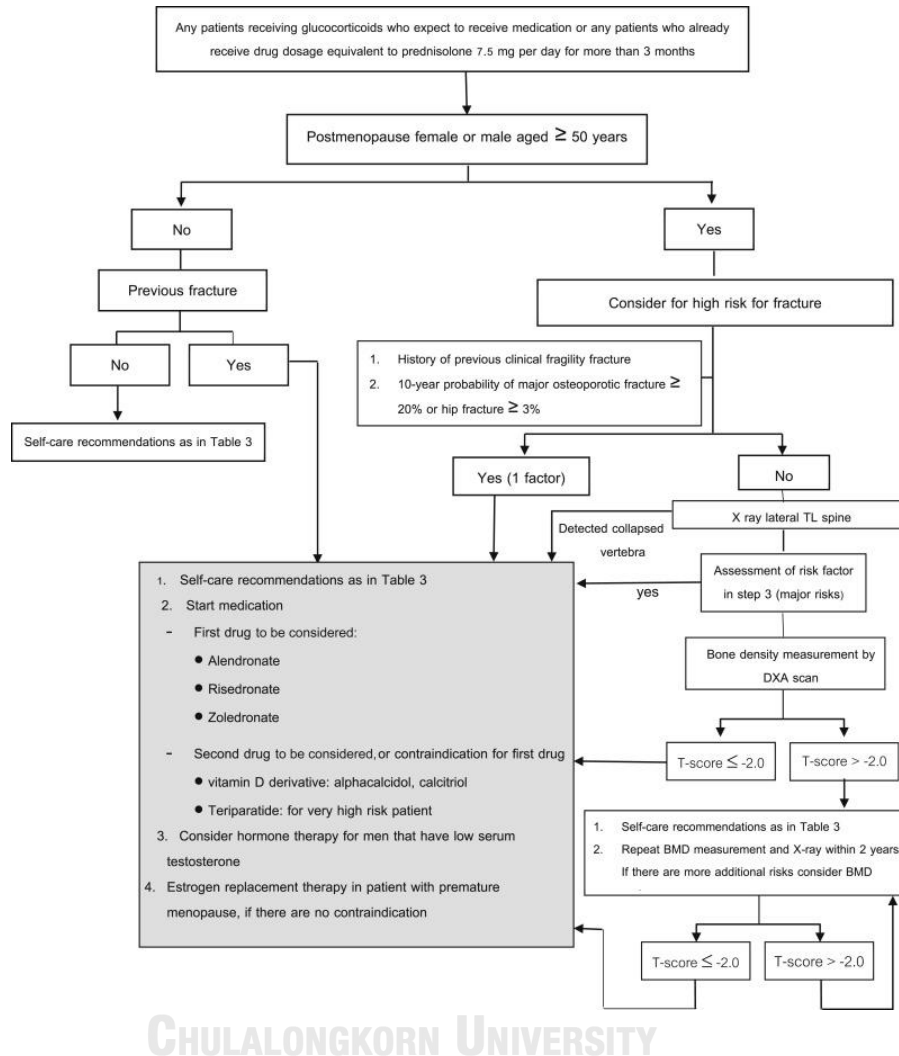 Any patients receiving glucocorticoids who expect to receive medication or any patients who already
receive drug dosage equivalent to prednisolone 7.5 mg per day for more than 3 months
Postmenopause female or male aged ≥ 50 years
No
Yes
Previous fracture
Consider for high risk for fracture
No
Yes
1. History of previous clinical fragility fracture
2. 10-year probability of major osteoporotic fracture ≥
20% or hip fracture ≥ 3%
Self-care recommendations as in Table 3
Yes (1 factor)
No
X ray lateral TL spine
Detected collapsed
vertebra
Assessment of risk factor
in step 3 (major risks)
yes
1. Self-care recommendations as in Table 3
2. Start medication
- First drug to be considered:
● Alendronate
● Risedronate
● Zoledronate
- Second drug to be considered, or contraindication for first drug
● vitamin D derivative: alphacalcidol, calcitriol
● Teriparatide: for very high risk patient
3. Consider hormone therapy for men that have low serum
testosterone
4. Estrogen replacement therapy in patient with premature
menopause, if there are no contraindication
Bone density measurement by
DXA scan
T-score ≤ -2.0
T-score > -2.0
1. Self-care recommendations as in Table 3
2. Repeat BMD measurement and X-ray within 2 years
If there are more additional risks consider BMD
T-score ≤ -2.0
T-score > -2.0
CHULALONGKORN UNIVERSITY